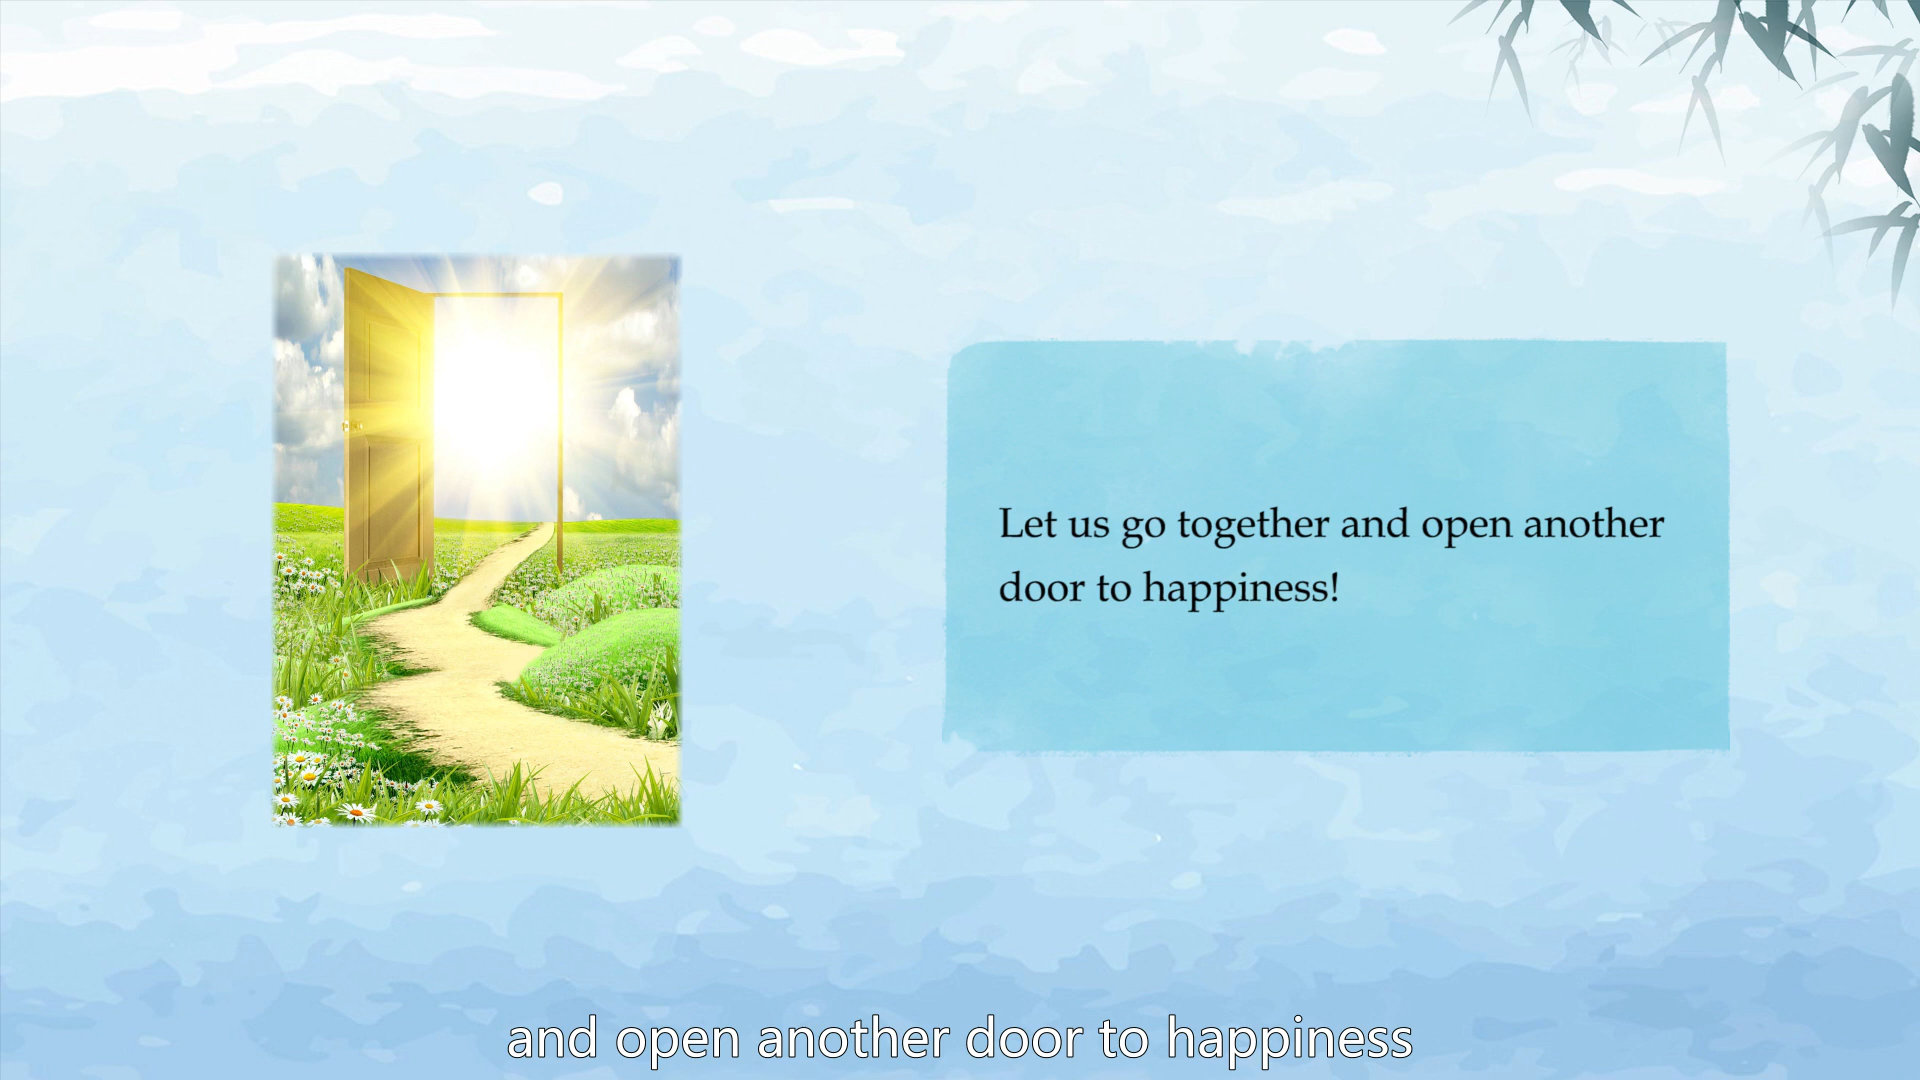 Let us go together and open another
door to happiness!
and open another door to happiness